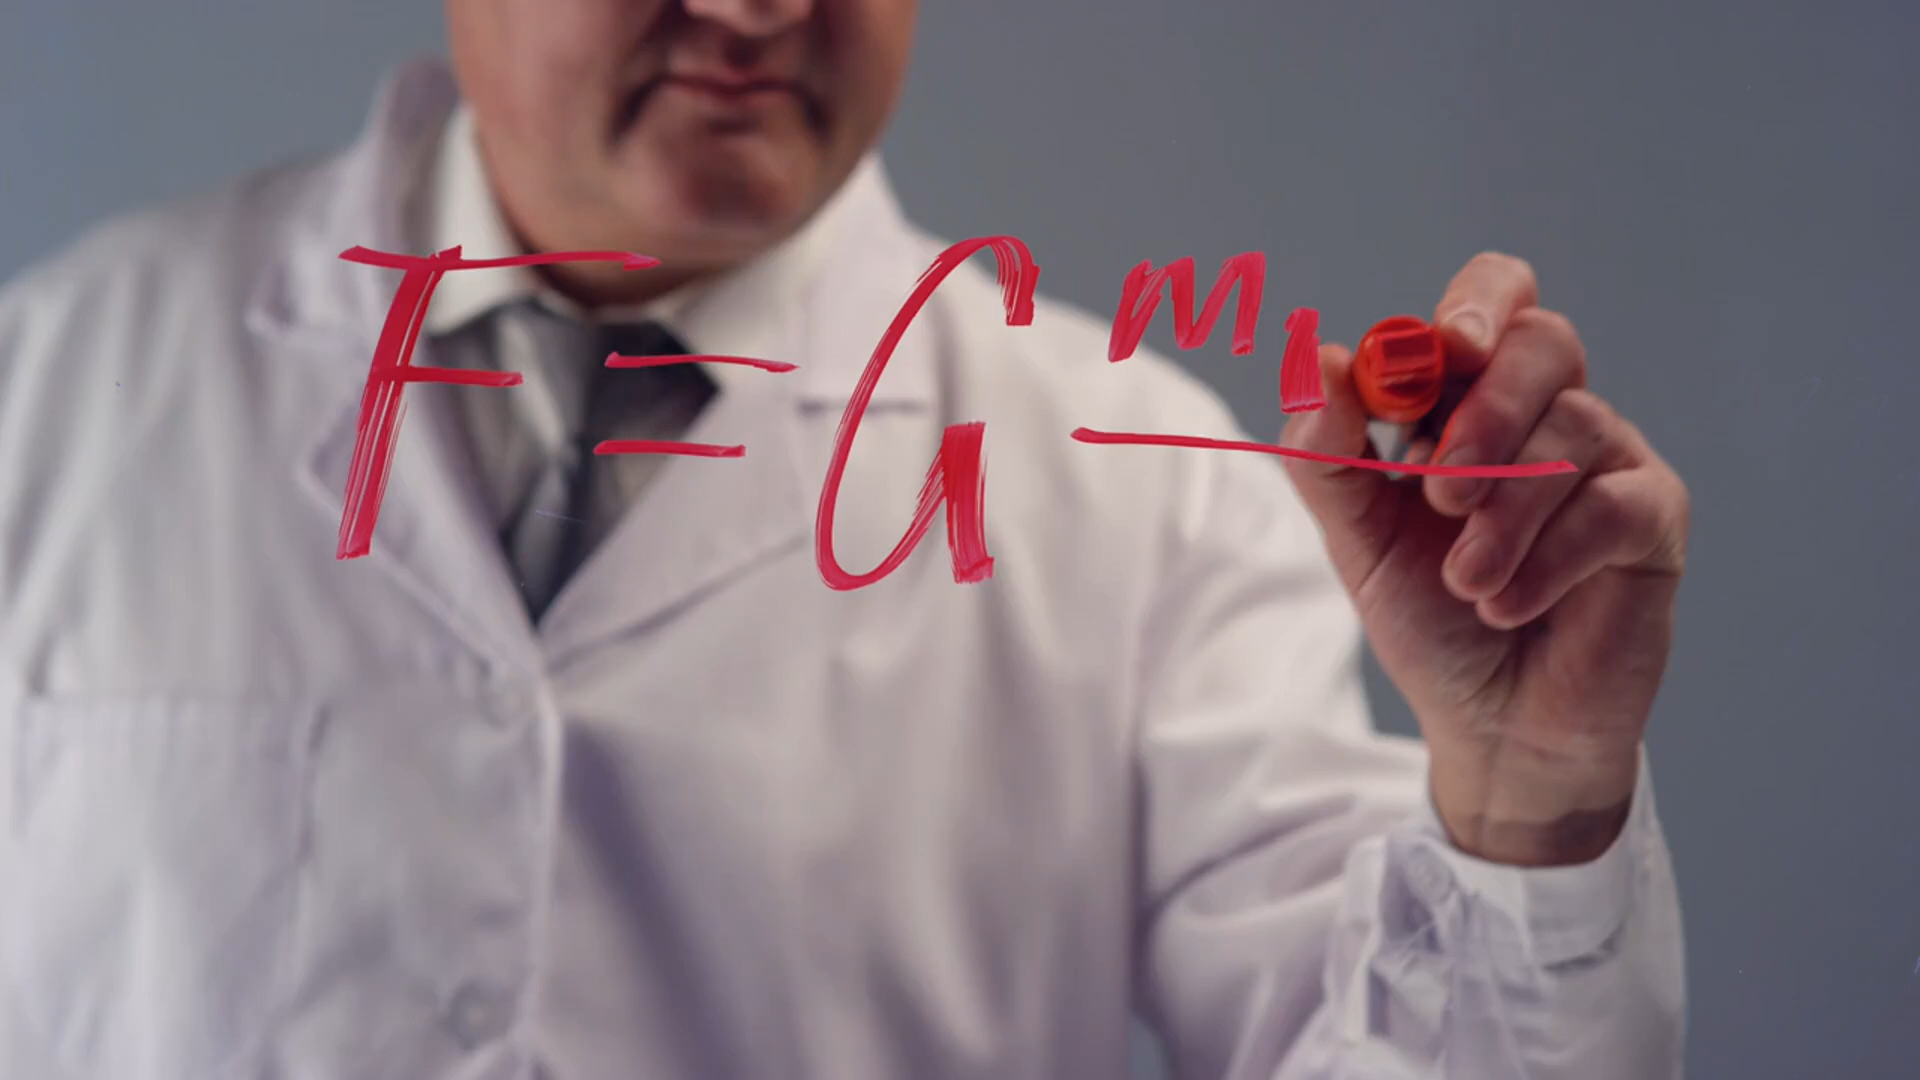 F = G m₁